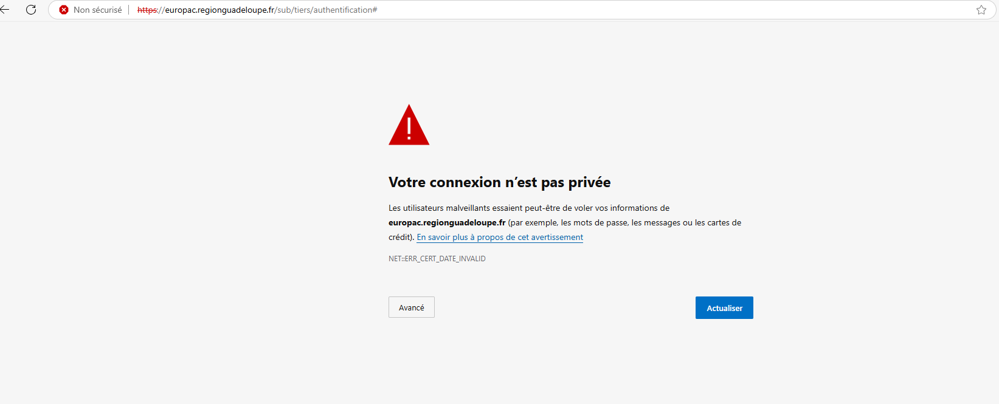 Non sécurisé https://europac.regionguadeloupe.fr/sub/tiers/authentification#
!
Votre connexion n’est pas privée
Les utilisateurs malveillants essaient peut-être de voler vos informations de
europac.regionguadeloupe.fr (par exemple, les mots de passe, les messages ou les cartes de
crédit). En savoir plus à propos de cet avertissement
NET::ERR_CERT_DATE_INVALID
Avancé Actualiser